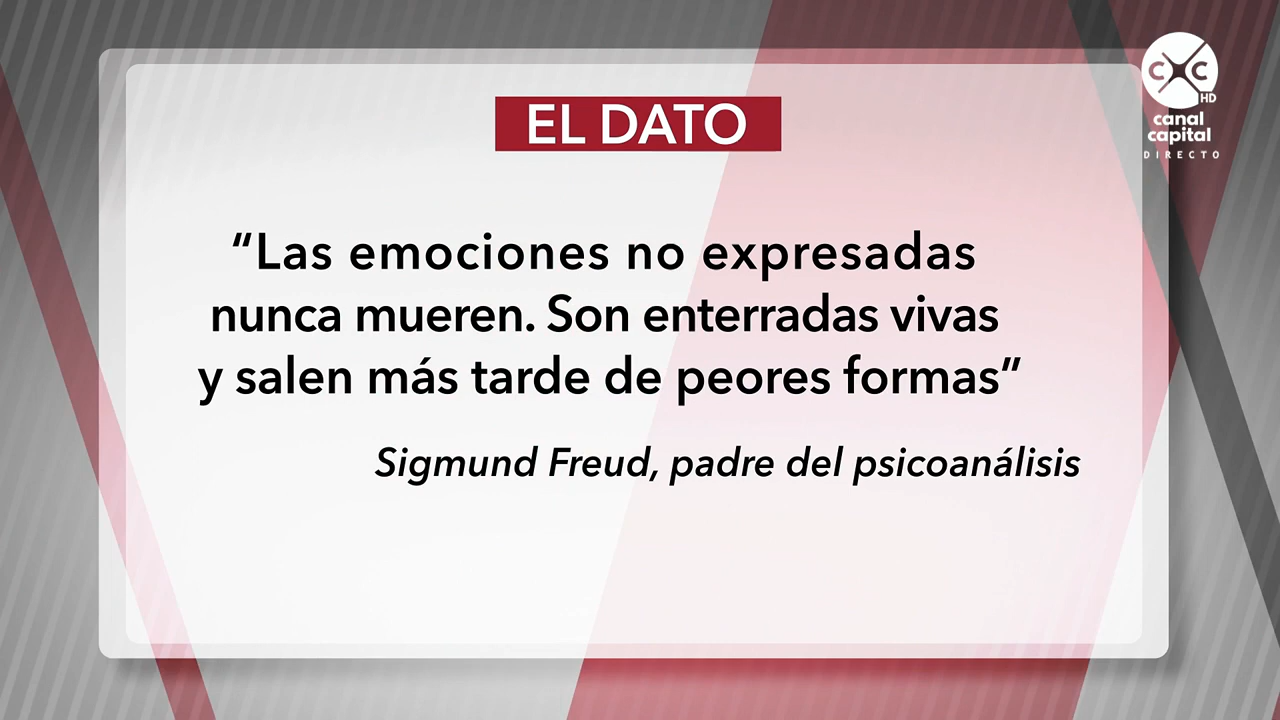 EL DATO
CXC
HD
canal
capital
DIRECTO
“Las emociones no expresadas
nunca mueren. Son enterradas vivas
y salen más tarde de peores formas”
Sigmund Freud, padre del psicoanálisis